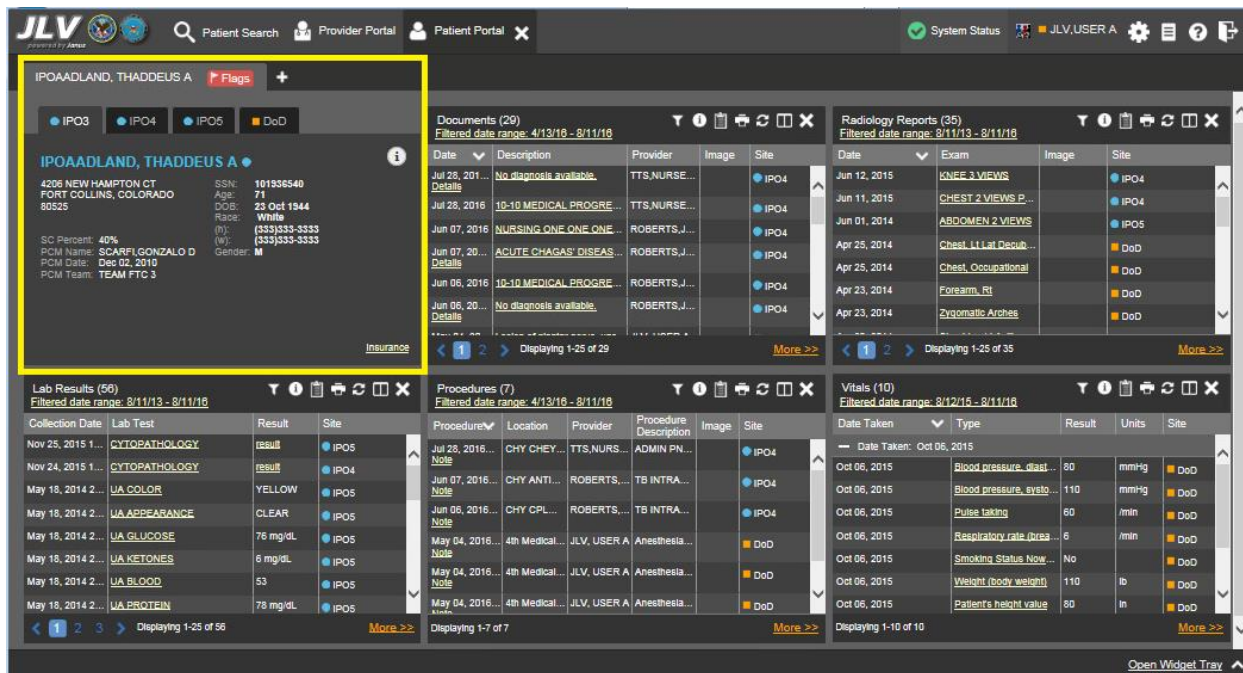 JLV
powered by Janus
Patient Search
Provider Portal
Patient Portal
System Status
JLV,USER A
IPOAADLAND, THADDEUS A
Flags
IPO3
IPO4
IPO5
DoD
IPOAADLAND, THADDEUS A
4206 NEW HAMPTON CT
FORT COLLINS, COLORADO
80525
SSN: 101936540
Age: 71
DOB: 23 Oct 1944
Race: White
(h): (333)333-3333
(w): (333)333-3333
Gender: M
SC Percent: 40%
PCM Name: SCARFI,GONZALO D
PCM Date: Dec 02, 2010
PCM Team: TEAM FTC 3
Insurance
Documents (29)
Filtered date range: 4/13/16 - 8/11/16
Date Description Provider Image Site
Jul 28, 201... No diagnosis available. TTS,NURSE... IPO4
Details
Jul 28, 2016 10-10 MEDICAL PROGRE... TTS,NURSE... IPO4
Jun 07, 2016 NURSING ONE ONE ONE... ROBERTS,J... IPO4
Jun 07, 20... ACUTE CHAGAS' DISEAS... ROBERTS,J... IPO4
Details
Jun 06, 2016 10-10 MEDICAL PROGRE... ROBERTS,J... IPO4
Jun 06, 20... No diagnosis available. ROBERTS,J... IPO4
Details
1 2 Displaying 1-25 of 29 More >>
Radiology Reports (35)
Filtered date range: 8/11/13 - 8/11/16
Date Exam Image Site
Jun 12, 2015 KNEE 3 VIEWS IPO4
Jun 11, 2015 CHEST 2 VIEWS P... IPO4
Jun 01, 2014 ABDOMEN 2 VIEWS IPO5
Apr 25, 2014 Chest, Lt Lat Decub... DoD
Apr 25, 2014 Chest, Occupational DoD
Apr 23, 2014 Forearm, Rt DoD
Apr 23, 2014 Zygomatic Arches DoD
1 2 Displaying 1-25 of 35 More >>
Lab Results (56)
Filtered date range: 8/11/13 - 8/11/16
Collection Date Lab Test Result Site
Nov 25, 2015 1... CYTOPATHOLOGY result IPO5
Nov 24, 2015 1... CYTOPATHOLOGY result IPO4
May 18, 2014 2... UA COLOR YELLOW IPO5
May 18, 2014 2... UA APPEARANCE CLEAR IPO5
May 18, 2014 2... UA GLUCOSE 76 mg/dL IPO5
May 18, 2014 2... UA KETONES 6 mg/dL IPO5
May 18, 2014 2... UA BLOOD 53 IPO5
May 18, 2014 2... UA PROTEIN 78 mg/dL IPO5
1 2 3 Displaying 1-25 of 56 More >>
Procedures (7)
Filtered date range: 4/13/16 - 8/11/16
Procedure Location Provider Procedure Description Image Site
Jul 28, 2016... CHY CHEY... TTS,NURS... ADMIN PN... IPO4
Note
Jun 07, 2016... CHY ANTI... ROBERTS,... TB INTRA... IPO4
Note
Jun 06, 2016... CHY CPL... ROBERTS,... TB INTRA... IPO4
Note
May 04, 2016... 4th Medical... JLV, USER A Anesthesia... DoD
Note
May 04, 2016... 4th Medical... JLV, USER A Anesthesia... DoD
Note
May 04, 2016... 4th Medical... JLV, USER A Anesthesia... DoD
Displaying 1-7 of 7 More >>
Vitals (10)
Filtered date range: 8/12/15 - 8/11/16
Date Taken Type Result Units Site
Date Taken: Oct 06, 2015
Oct 06, 2015 Blood pressure, diast... 80 mmHg DoD
Oct 06, 2015 Blood pressure, systo... 110 mmHg DoD
Oct 06, 2015 Pulse taking 60 /min DoD
Oct 06, 2015 Respiratory rate (brea... 6 /min DoD
Oct 06, 2015 Smoking Status Now... No DoD
Oct 06, 2015 Weight (body weight) 110 lb DoD
Oct 06, 2015 Patient's height value 80 in DoD
Displaying 1-10 of 10 More >>
Open Widget Tray